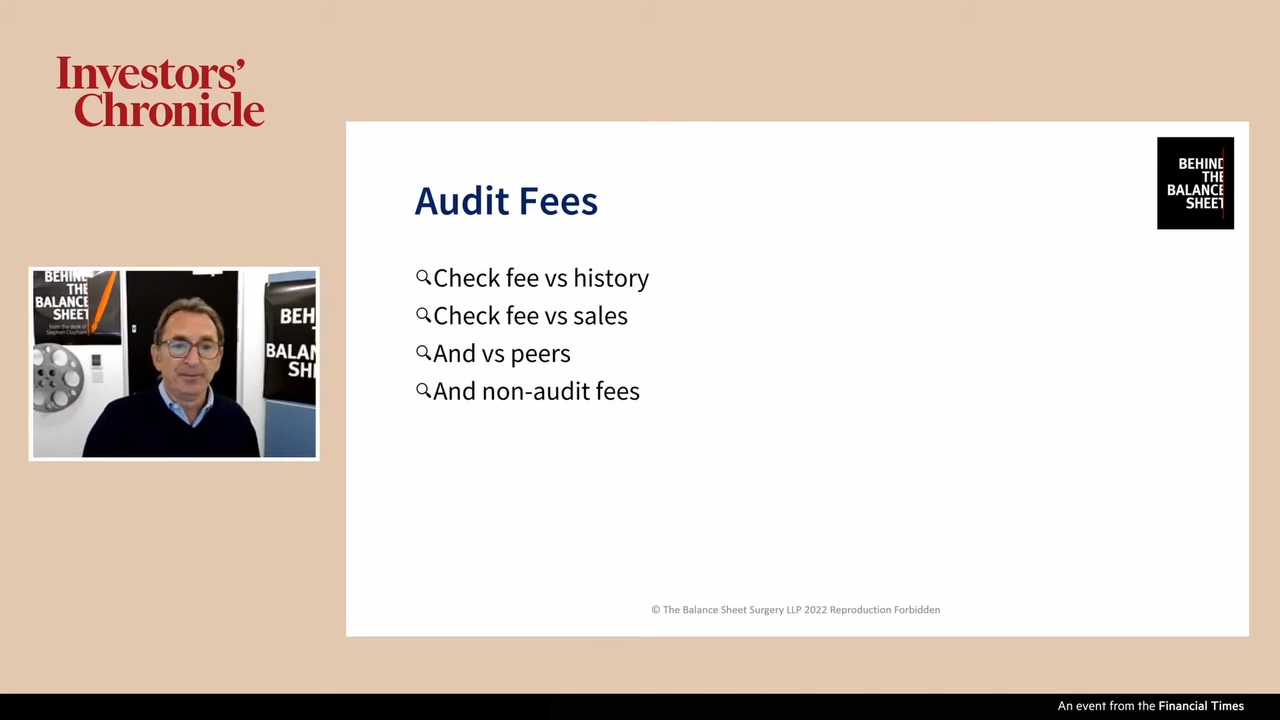 Investors'
Chronicle
BEHIND
THE
BALANCE
SHEET
Audit Fees
Check fee vs history
Check fee vs sales
And vs peers
And non-audit fees
BEHIND
THE
BALANCE
SHEET
from the desk of
Stephen Clapham
BEH
BALAN
SH
© The Balance Sheet Surgery LLP 2022 Reproduction Forbidden
An event from the Financial Times